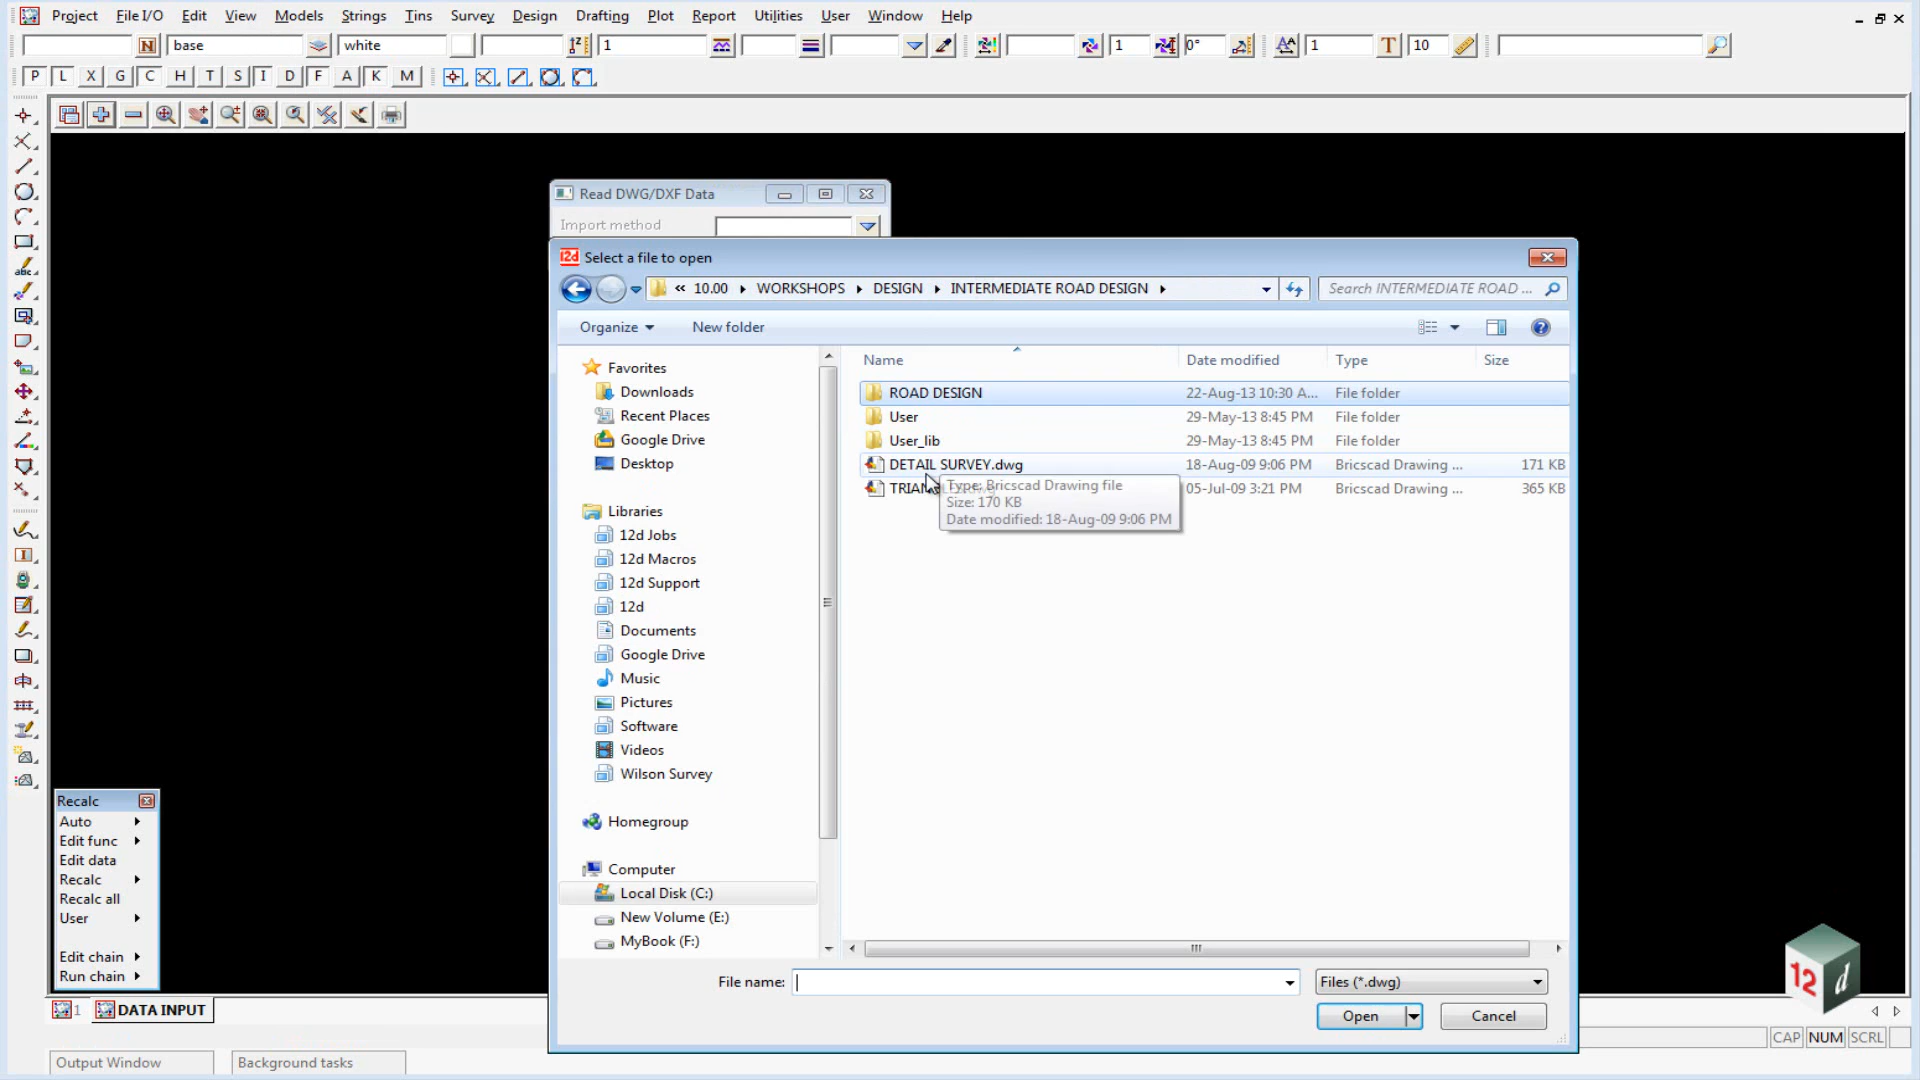 Project File I/O Edit View Models Strings Tins Survey Design Drafting Plot Report Utilities User Window Help
N base white 1 1 0° 1 T 10
P L X G C H T S I D F A K M
Read DWG/DXF Data
Import method
12d Select a file to open
« 10.00 WORKSHOPS DESIGN INTERMEDIATE ROAD DESIGN Search INTERMEDIATE ROAD ...
Organize New folder
Name Date modified Type Size
Favorites
Downloads
Recent Places
Google Drive
Desktop
Libraries
12d Jobs
12d Macros
12d Support
12d
Documents
Google Drive
Music
Pictures
Software
Videos
Wilson Survey
Homegroup
Computer
Local Disk (C:)
New Volume (E:)
MyBook (F:)
ROAD DESIGN 22-Aug-13 10:30 A... File folder
User 29-May-13 8:45 PM File folder
User_lib 29-May-13 8:45 PM File folder
DETAIL SURVEY.dwg 18-Aug-09 9:06 PM Bricscad Drawing ... 171 KB
05-Jul-09 3:21 PM Bricscad Drawing ... 365 KB
Type: Bricscad Drawing file
Size: 170 KB
Date modified: 18-Aug-09 9:06 PM
File name: Files (*.dwg)
Open Cancel
Recalc
Auto
Edit func
Edit data
Recalc
Recalc all
User
Edit chain
Run chain
1 DATA INPUT
12 d
CAP NUM SCRL
Output Window Background tasks